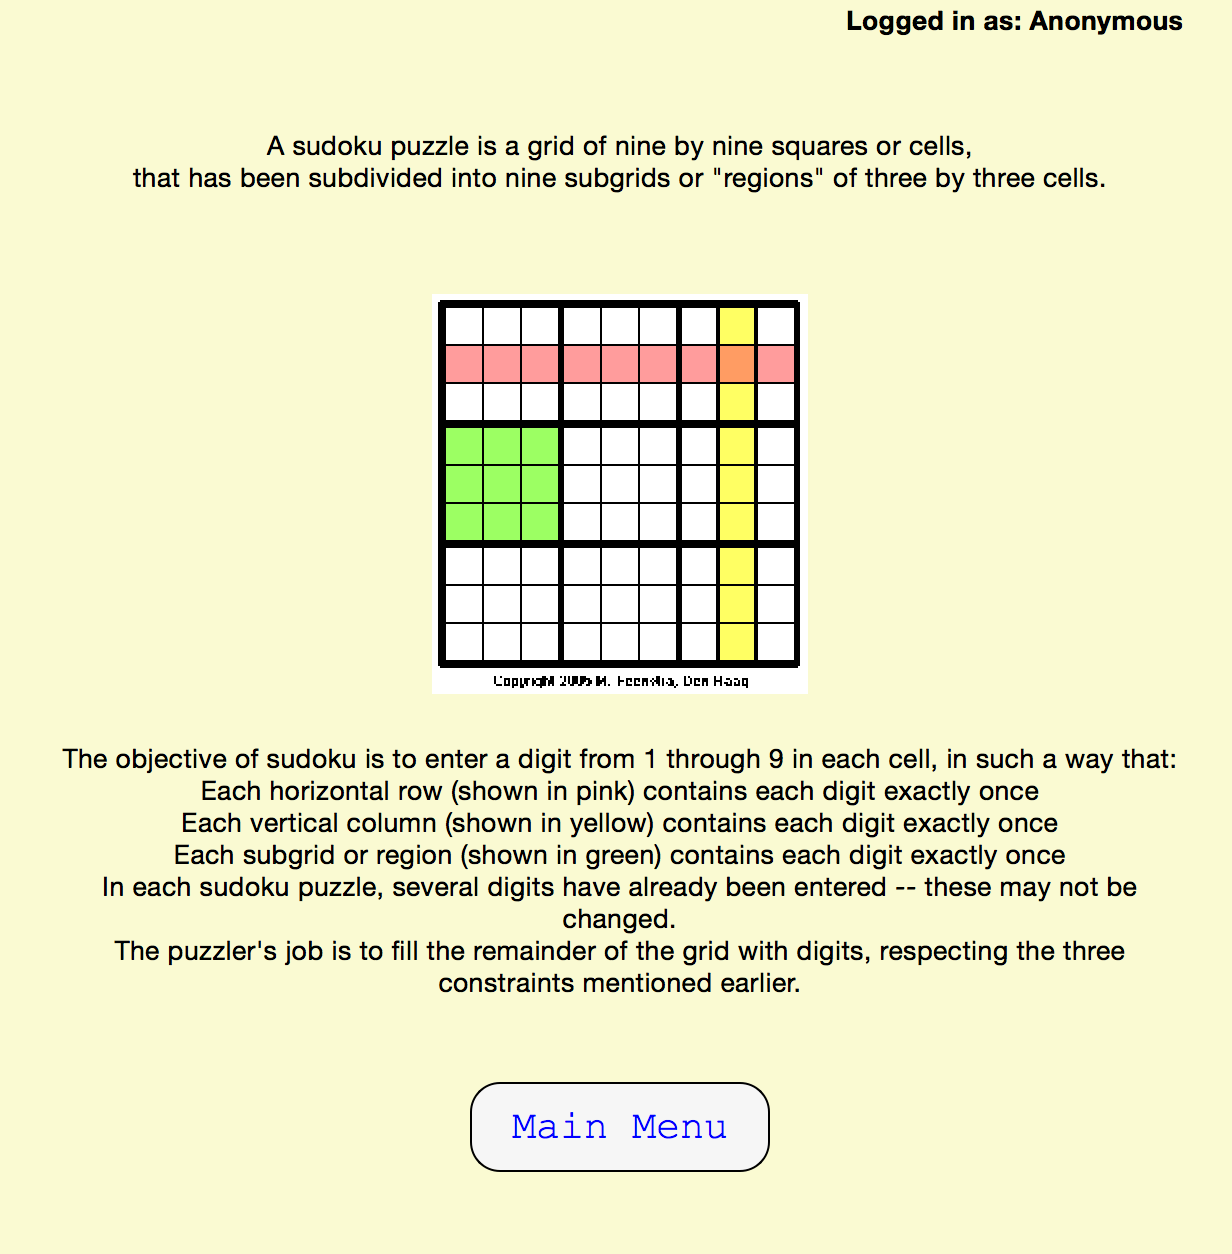 Logged in as: Anonymous
A sudoku puzzle is a grid of nine by nine squares or cells,
that has been subdivided into nine subgrids or "regions" of three by three cells.
Copyright 2005 M. Feenstra, Den Haag
The objective of sudoku is to enter a digit from 1 through 9 in each cell, in such a way that:
Each horizontal row (shown in pink) contains each digit exactly once
Each vertical column (shown in yellow) contains each digit exactly once
Each subgrid or region (shown in green) contains each digit exactly once
In each sudoku puzzle, several digits have already been entered -- these may not be
changed.
The puzzler's job is to fill the remainder of the grid with digits, respecting the three
constraints mentioned earlier.
Main Menu